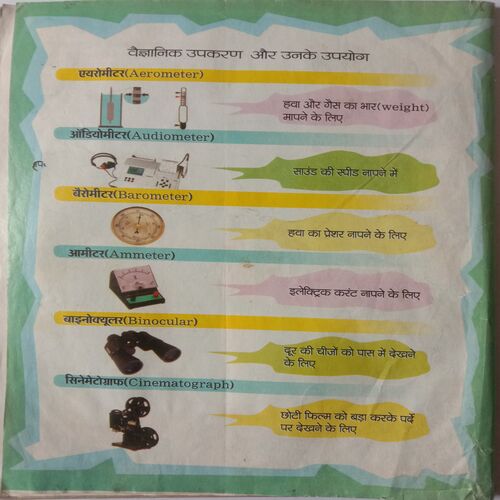 वैज्ञानिक उपकरण और उनके उपयोग
एयरोमीटर(Aerometer)
हवा और गैस का भार(weight)
मापने के लिए
ऑडियोमीटर(Audiometer)
साउंड की स्पीड नापने में
बैरोमीटर(Barometer)
हवा का प्रेशर नापने के लिए
आमीटर(Ammeter)
इलेक्ट्रिक करंट नापने के लिए
बाइनोक्यूलर(Binocular)
दूर की चीजों को पास में देखने
के लिए
सिनेमेटोग्राफ(Cinematograph)
छोटी फिल्म को बड़ा करके पर्दे
पर देखने के लिए